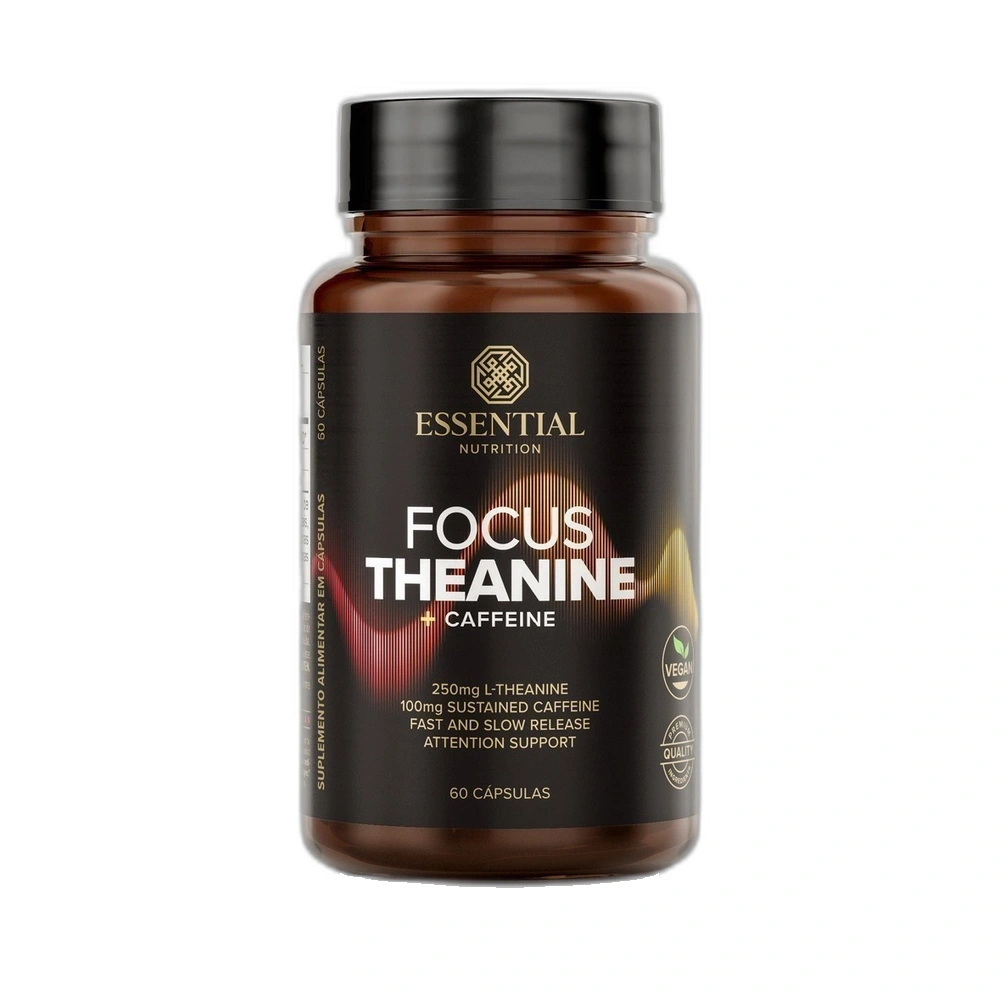 ESSENTIAL
NUTRITION
FOCUS
THEANINE
+ CAFFEINE
250mg L-THEANINE
100mg SUSTAINED CAFFEINE
FAST AND SLOW RELEASE
ATTENTION SUPPORT
60 CÁPSULAS
SUPLEMENTO ALIMENTAR EM CÁPSULAS
60 CÁPSULAS
VEGAN
PREMIUM
QUALITY